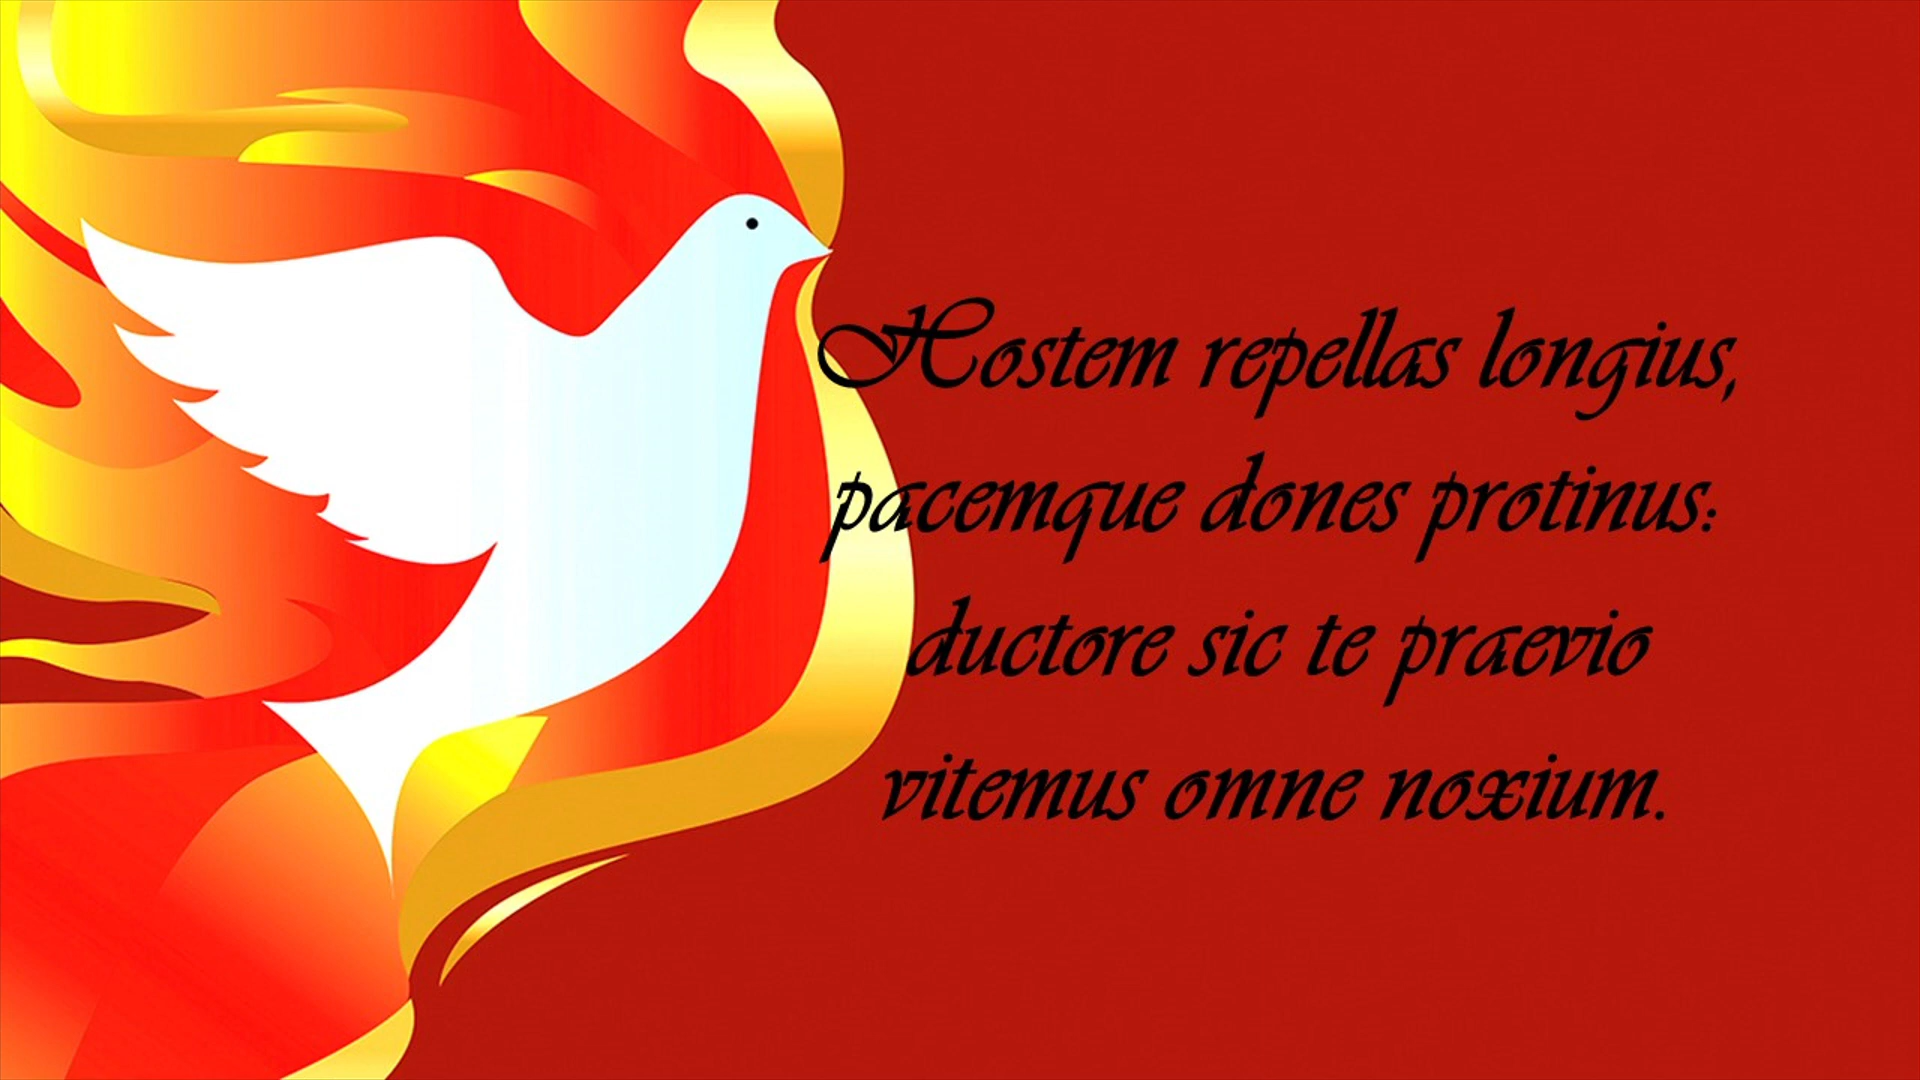 Hostem repellas longius,
pacemque dones protinus:
ductore sic te praevio
vitemus omne noxium.